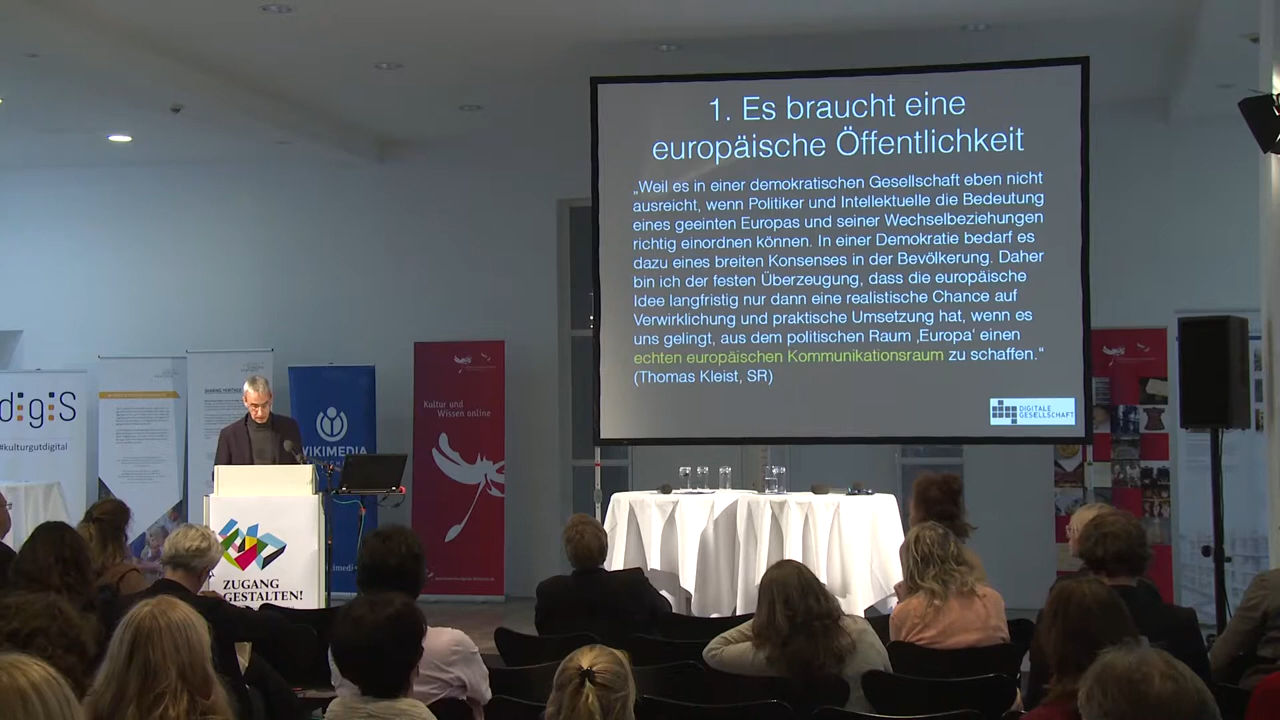 1. Es braucht eine
europäische Öffentlichkeit
„Weil es in einer demokratischen Gesellschaft eben nicht
ausreicht, wenn Politiker und Intellektuelle die Bedeutung
eines geeinten Europas und seiner Wechselbeziehungen
richtig einordnen können. In einer Demokratie bedarf es
dazu eines breiten Konsenses in der Bevölkerung. Daher
bin ich der festen Überzeugung, dass die europäische
Idee langfristig nur dann eine realistische Chance auf
Verwirklichung und praktische Umsetzung hat, wenn es
uns gelingt, aus dem politischen Raum ‚Europa‘ einen
echten europäischen Kommunikationsraum zu schaffen.“
(Thomas Kleist, SR)
DIGITALE
GESELLSCHAFT
digiS
#kulturgutdigital
WIKIMEDIA
Kultur und
Wissen online
ZUGANG
GESTALTEN!